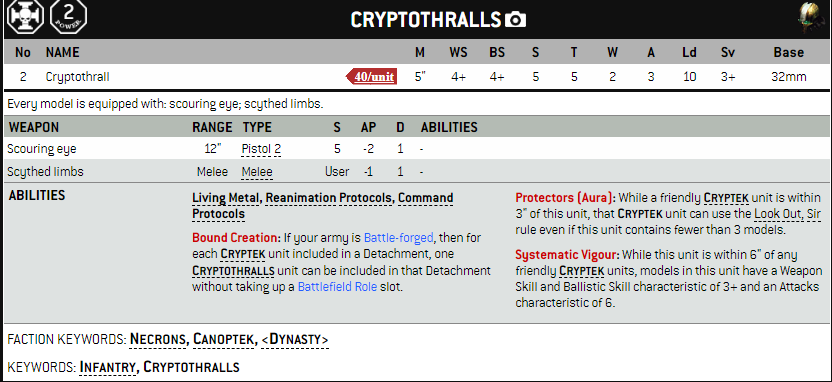 2
POWER
CRYPTOTHRALLS
No NAME M WS BS S T W A Ld Sv Base
2 Cryptothrall 40/unit 5" 4+ 4+ 5 5 2 3 10 3+ 32mm
Every model is equipped with: scouring eye; scythed limbs.
WEAPON RANGE TYPE S AP D ABILITIES
Scouring eye 12" Pistol 2 5 -2 1 -
Scythed limbs Melee Melee User -1 1 -
ABILITIES
Living Metal, Reanimation Protocols, Command
Protocols
Bound Creation: If your army is Battle-forged, then for
each CRYPTEK unit included in a Detachment, one
CRYPTOTHRALLS unit can be included in that Detachment
without taking up a Battlefield Role slot.
Protectors (Aura): While a friendly CRYPTEK unit is within
3" of this unit, that CRYPTEK unit can use the Look Out, Sir
rule even if this unit contains fewer than 3 models.
Systematic Vigour: While this unit is within 6" of any
friendly CRYPTEK units, models in this unit have a Weapon
Skill and Ballistic Skill characteristic of 3+ and an Attacks
characteristic of 6.
FACTION KEYWORDS: NECRONS, CANOPTEK, <DYNASTY>
KEYWORDS: INFANTRY, CRYPTOTHRALLS